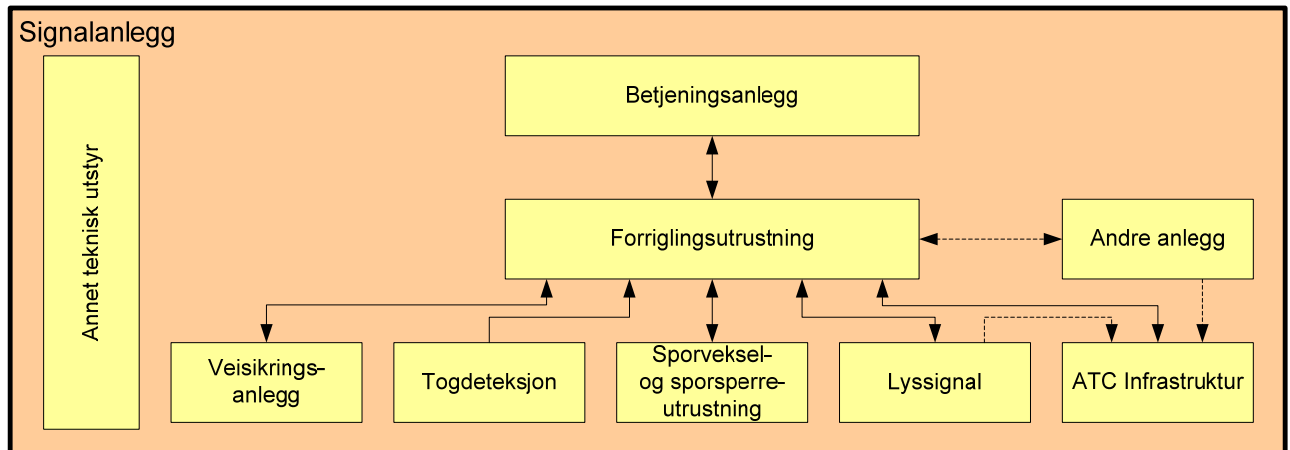 Signalanlegg
Annet teknisk utstyr
Betjeningsanlegg
Forriglingsutrustning
Andre anlegg
Veisikrings–
anlegg
Togdeteksjon
Sporveksel–
og sporsperre–
utrustning
Lyssignal
ATC Infrastruktur